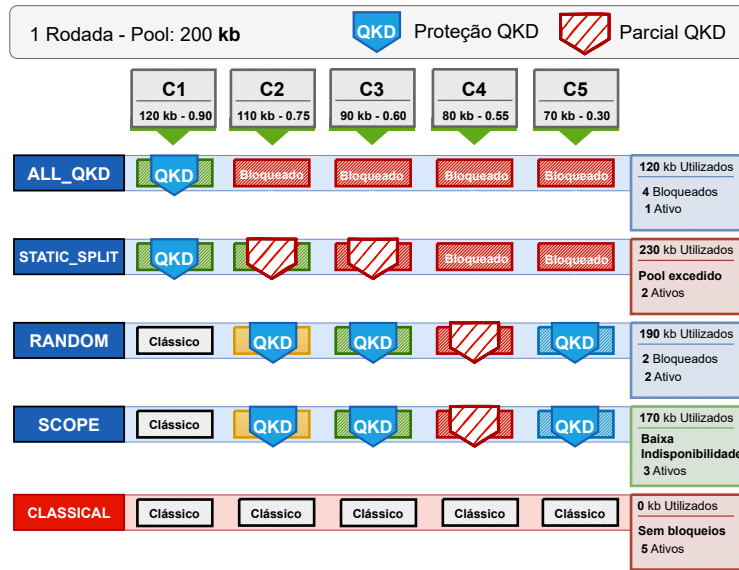 1 Rodada - Pool: 200 kb
QKD Proteção QKD
Parcial QKD
C1
120 kb - 0.90
C2
110 kb - 0.75
C3
90 kb - 0.60
C4
80 kb - 0.55
C5
70 kb - 0.30
ALL_QKD
QKD
Bloqueado
Bloqueado
Bloqueado
Bloqueado
120 kb Utilizados
4 Bloqueados
1 Ativo
STATIC_SPLIT
QKD
Bloqueado
Bloqueado
230 kb Utilizados
Pool excedido
2 Ativos
RANDOM
Clássico
QKD
QKD
QKD
190 kb Utilizados
2 Bloqueados
2 Ativo
SCOPE
Clássico
QKD
QKD
QKD
170 kb Utilizados
Baixa
Indisponibilidade
3 Ativos
CLASSICAL
Clássico
Clássico
Clássico
Clássico
Clássico
0 kb Utilizados
Sem bloqueios
5 Ativos